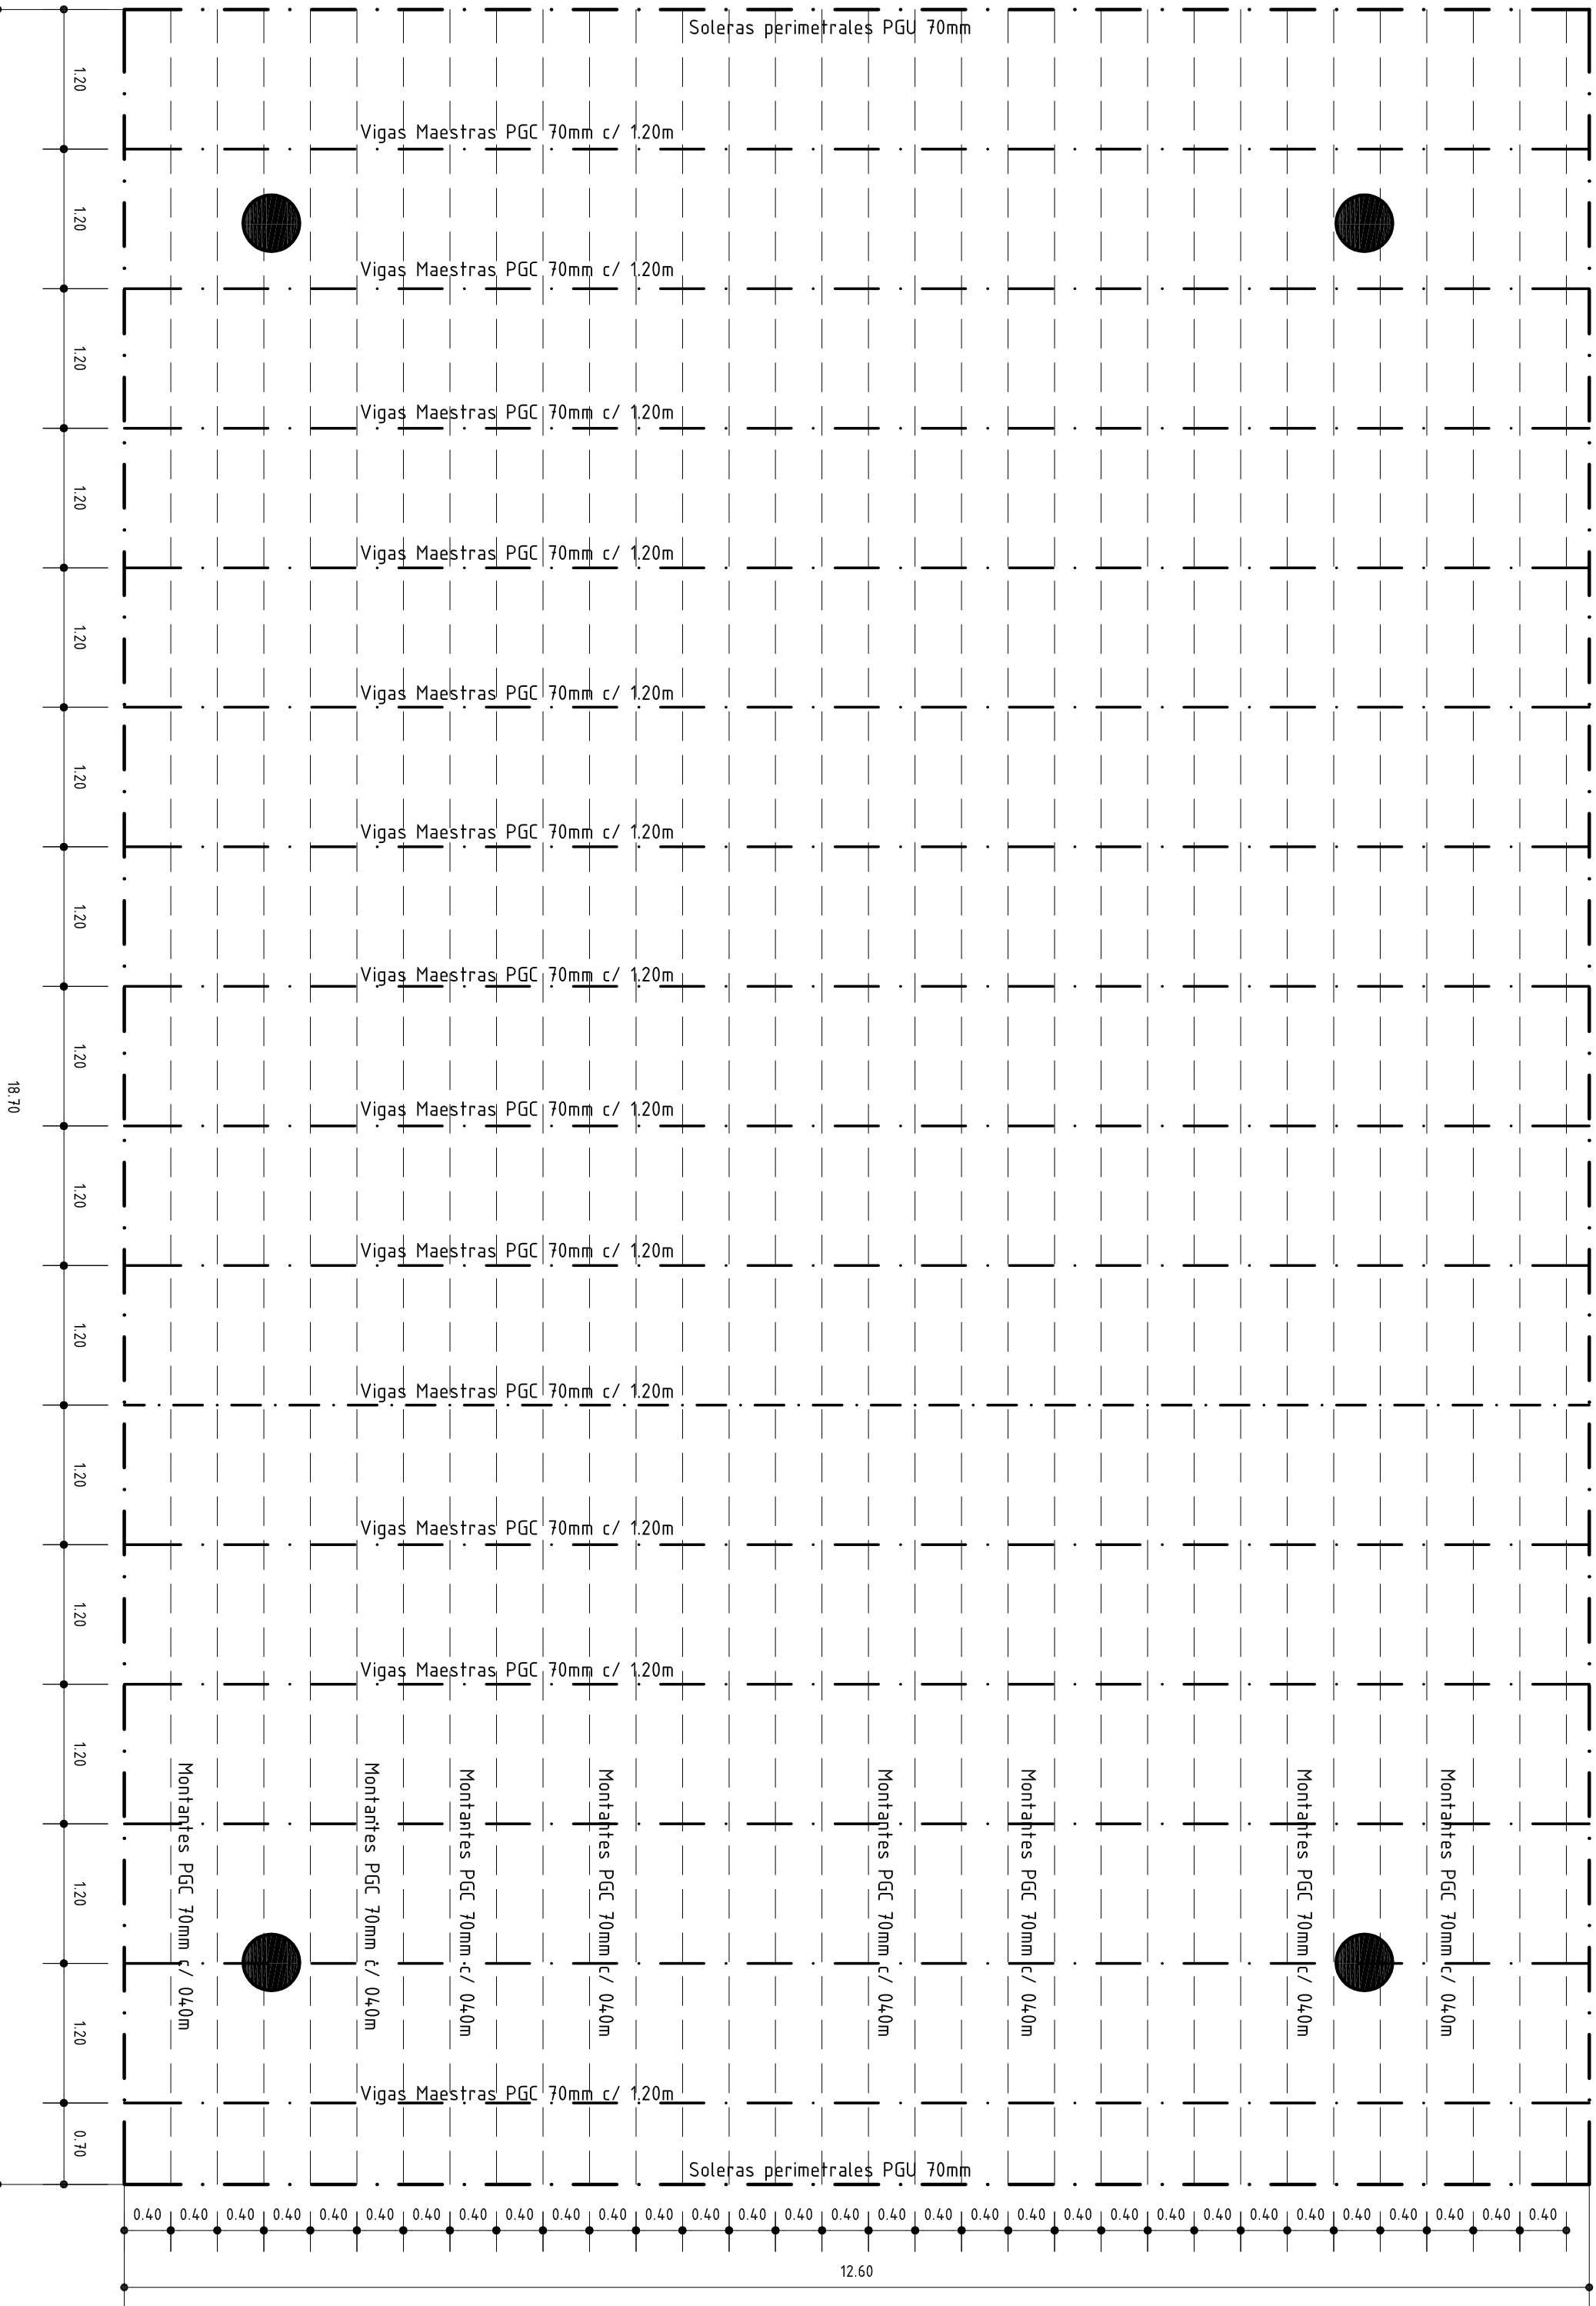 Soleras perimetrales PGU 70mm
1.20
Vigas Maestras PGC 70mm c/ 1.20m
1.20
Vigas Maestras PGC 70mm c/ 1.20m
1.20
Vigas Maestras PGC 70mm c/ 1.20m
1.20
Vigas Maestras PGC 70mm c/ 1.20m
1.20
Vigas Maestras PGC 70mm c/ 1.20m
1.20
Vigas Maestras PGC 70mm c/ 1.20m
1.20
Vigas Maestras PGC 70mm c/ 1.20m
1.20
18.70
Vigas Maestras PGC 70mm c/ 1.20m
1.20
Vigas Maestras PGC 70mm c/ 1.20m
1.20
Vigas Maestras PGC 70mm c/ 1.20m
1.20
Vigas Maestras PGC 70mm c/ 1.20m
1.20
Vigas Maestras PGC 70mm c/ 1.20m
1.20
Montantes PGC 70mm c/ 040m
Montantes PGC 70mm c/ 040m
Montantes PGC 70mm c/ 040m
Montantes PGC 70mm c/ 040m
Montantes PGC 70mm c/ 040m
Montantes PGC 70mm c/ 040m
Montantes PGC 70mm c/ 040m
Montantes PGC 70mm c/ 040m
1.20
1.20
Vigas Maestras PGC 70mm c/ 1.20m
0.70
Soleras perimetrales PGU 70mm
0.40 0.40 0.40 0.40 0.40 0.40 0.40 0.40 0.40 0.40 0.40 0.40 0.40 0.40 0.40 0.40 0.40 0.40 0.40 0.40 0.40 0.40 0.40 0.40 0.40 0.40 0.40 0.40 0.40 0.40 0.40
12.60